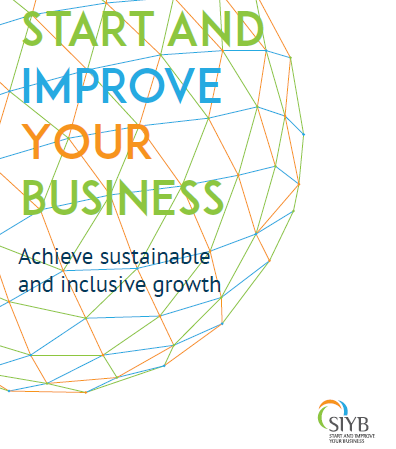 START AND
IMPROVE
YOUR
BUSINESS
Achieve sustainable
and inclusive growth
SIYB
START AND IMPROVE
YOUR BUSINESS